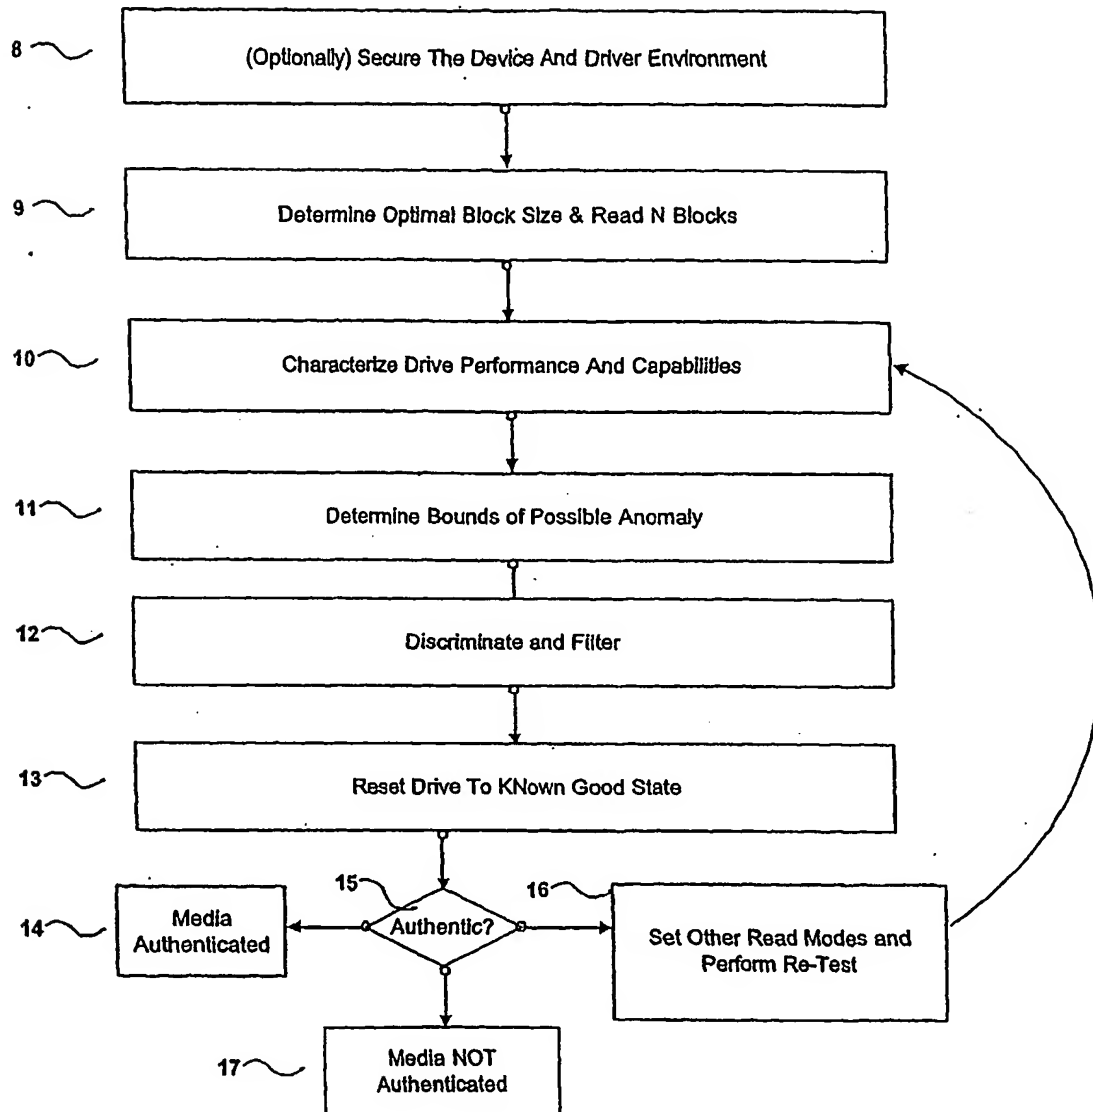 8
(Optionally) Secure The Device And Driver Environment
9
Determine Optimal Block Size & Read N Blocks
10
Characterize Drive Performance And Capabilities
11
Determine Bounds of Possible Anomaly
12
Discriminate and Filter
13
Reset Drive To KNown Good State
14
Media
Authenticated
15
Authentic?
16
Set Other Read Modes and
Perform Re-Test
17
Media NOT
Authenticated